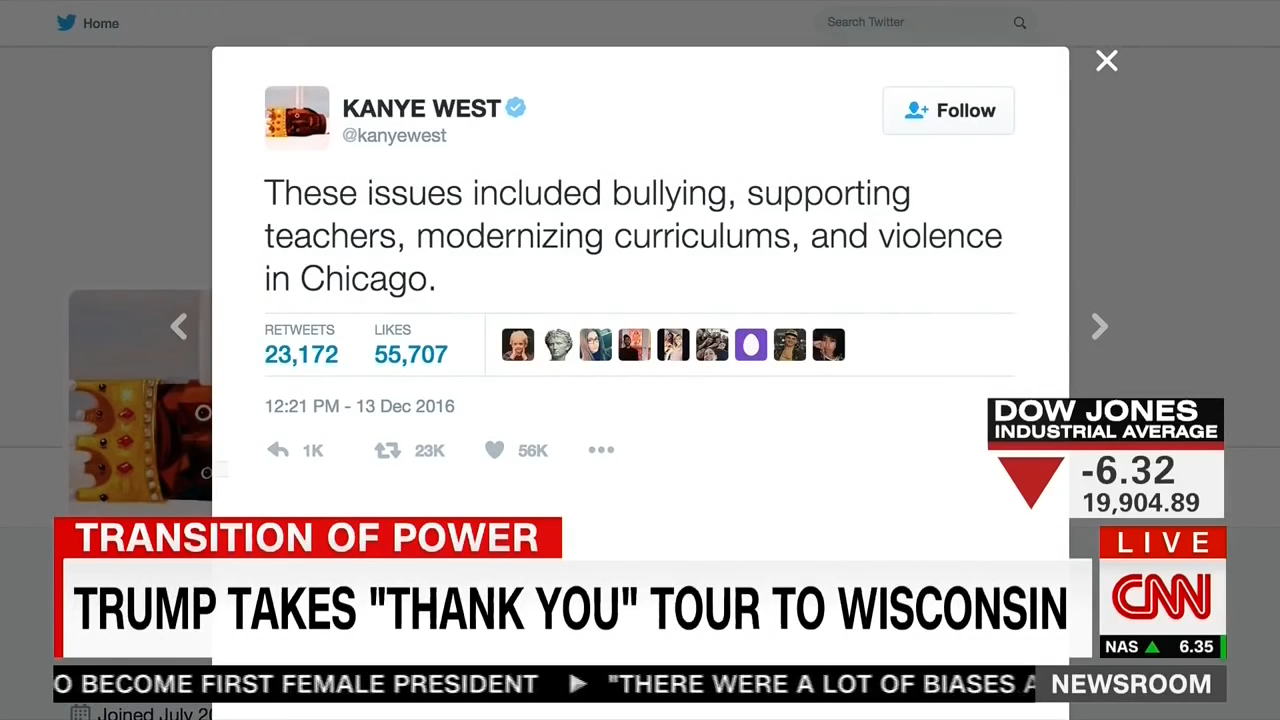 Home
Search Twitter
KANYE WEST
@kanyewest
Follow
These issues included bullying, supporting
teachers, modernizing curriculums, and violence
in Chicago.
RETWEETS LIKES
23,172 55,707
12:21 PM - 13 Dec 2016
1K 23K 56K
DOW JONES
INDUSTRIAL AVERAGE
-6.32
19,904.89
TRANSITION OF POWER
LIVE
TRUMP TAKES "THANK YOU" TOUR TO WISCONSIN
CNN
NAS 6.35
O BECOME FIRST FEMALE PRESIDENT "THERE WERE A LOT OF BIASES A
NEWSROOM
Joined July